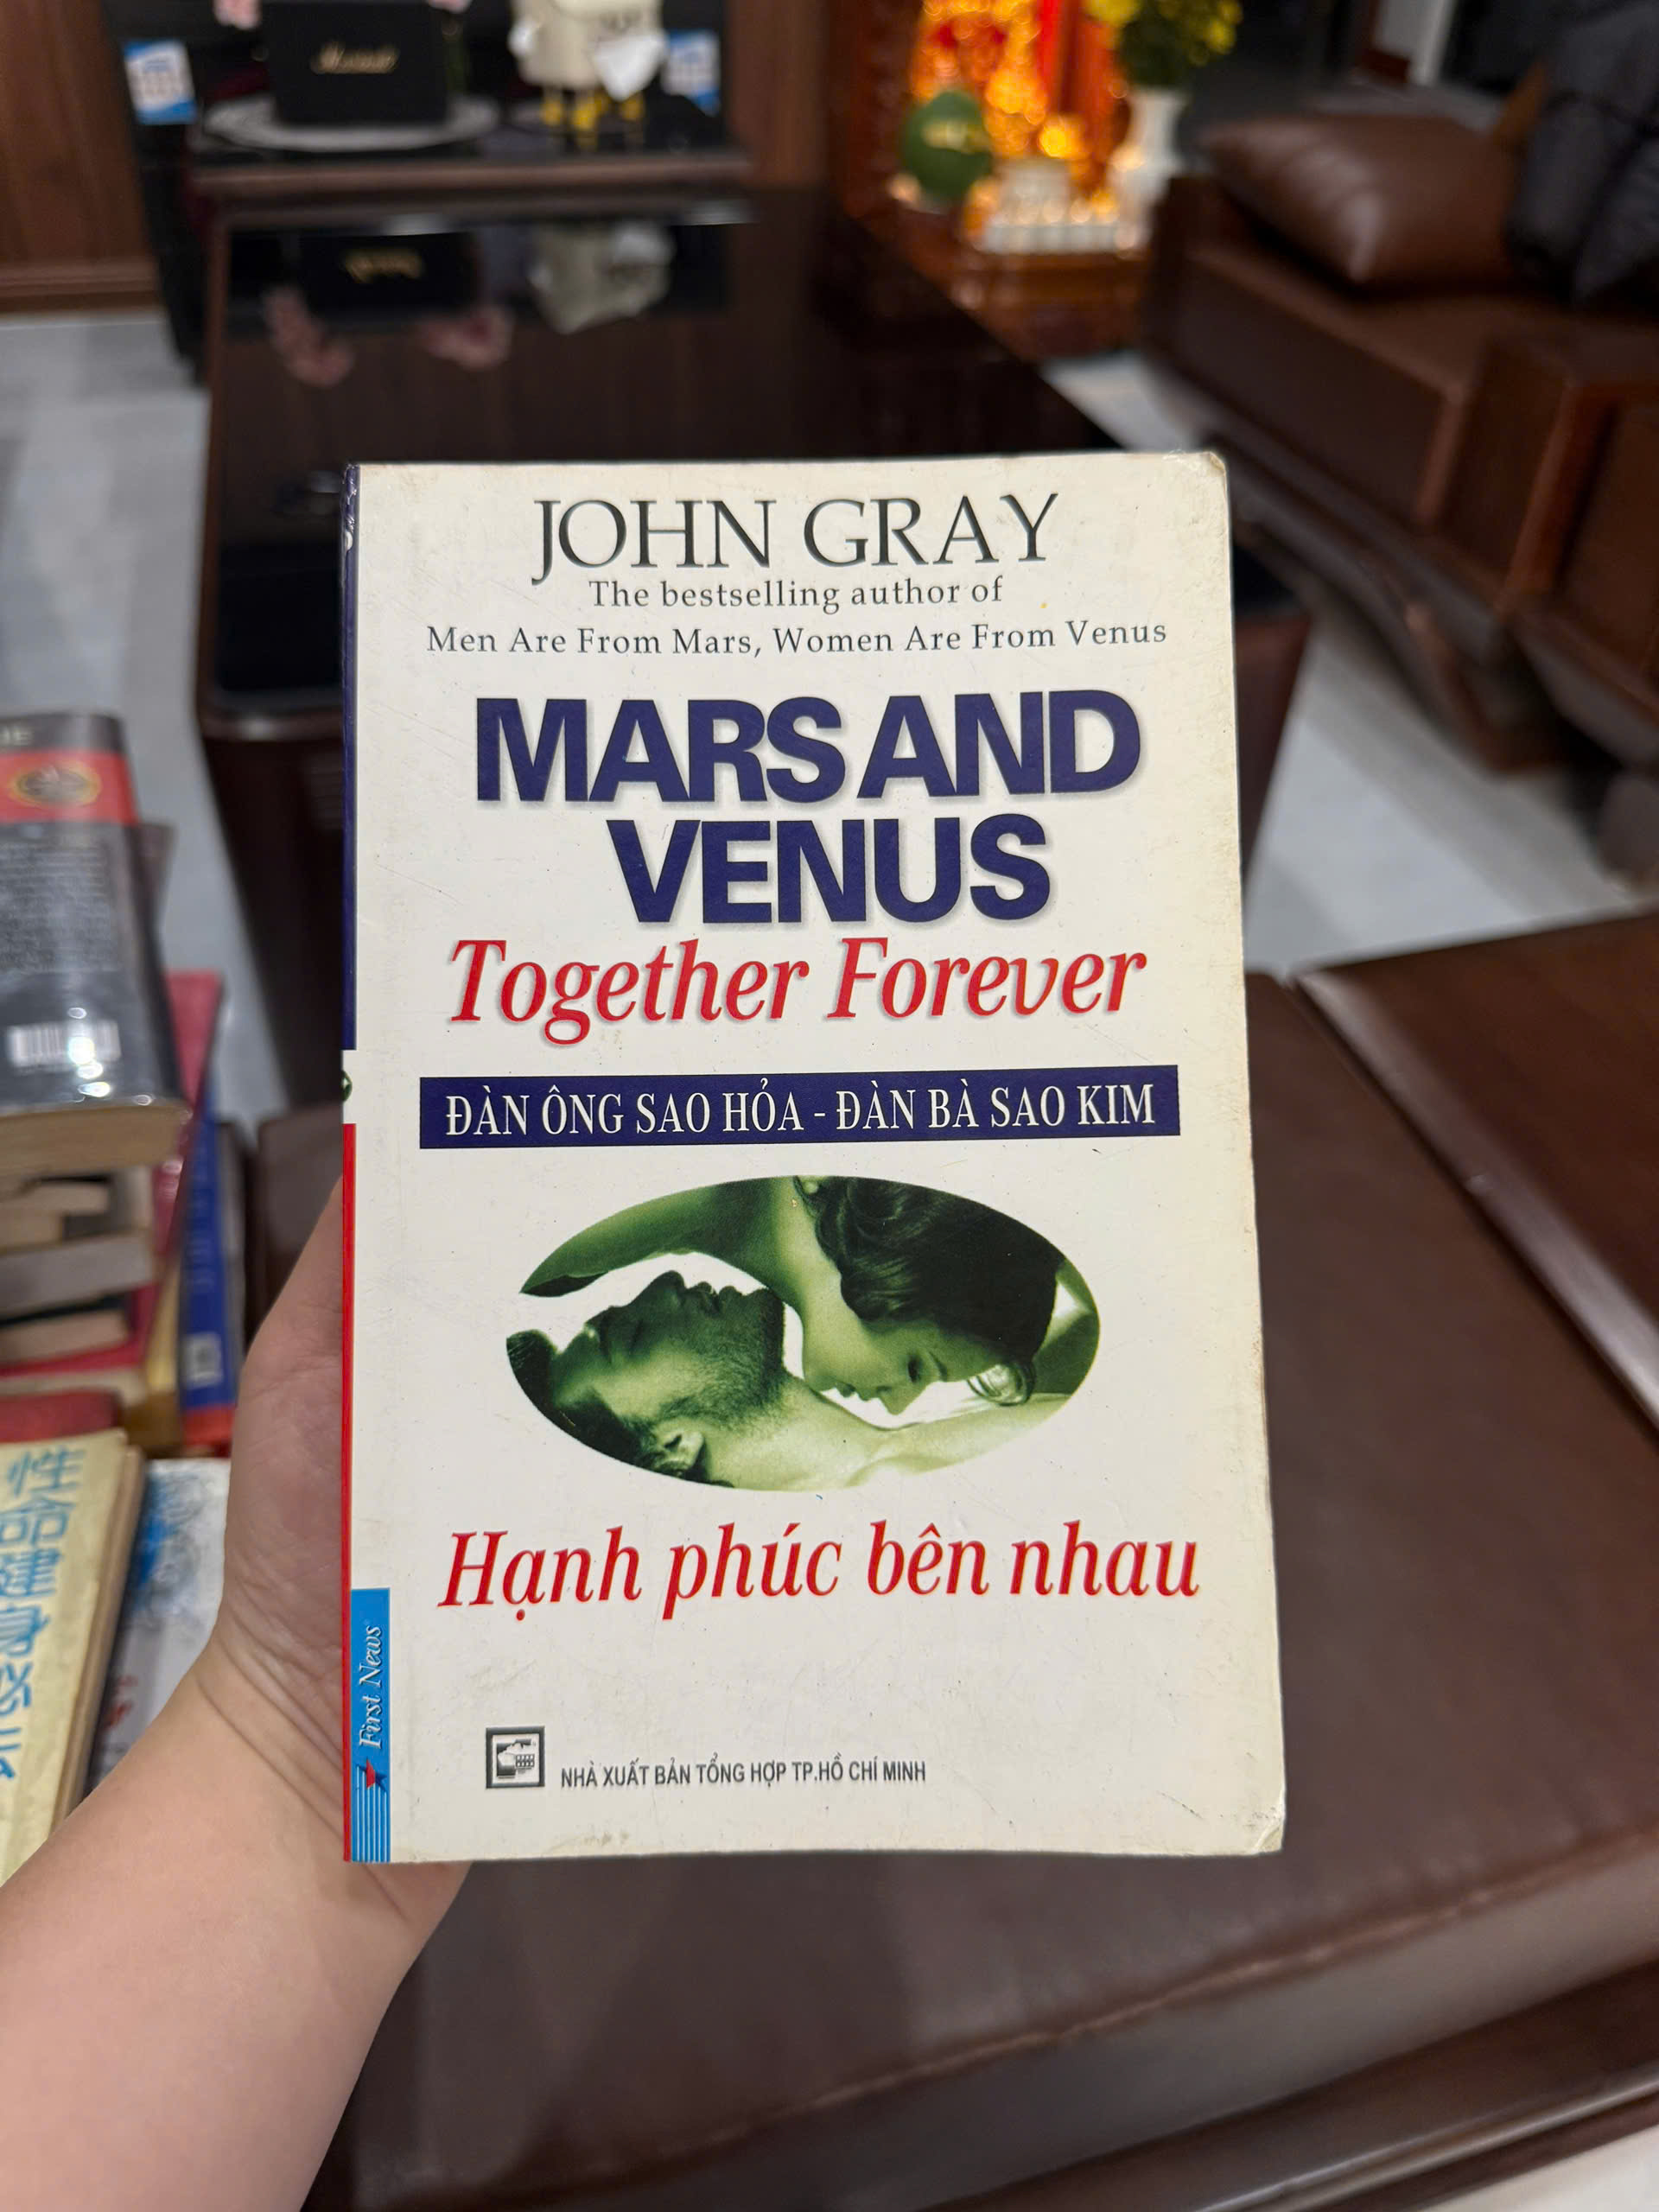 Marshall
JOHN GRAY
The bestselling author of
Men Are From Mars, Women Are From Venus
MARS AND
VENUS
Together Forever
ĐÀN ÔNG SAO HỎA - ĐÀN BÀ SAO KIM
Hạnh phúc bên nhau
First News
NHÀ XUẤT BẢN TỔNG HỢP TP.HỒ CHÍ MINH